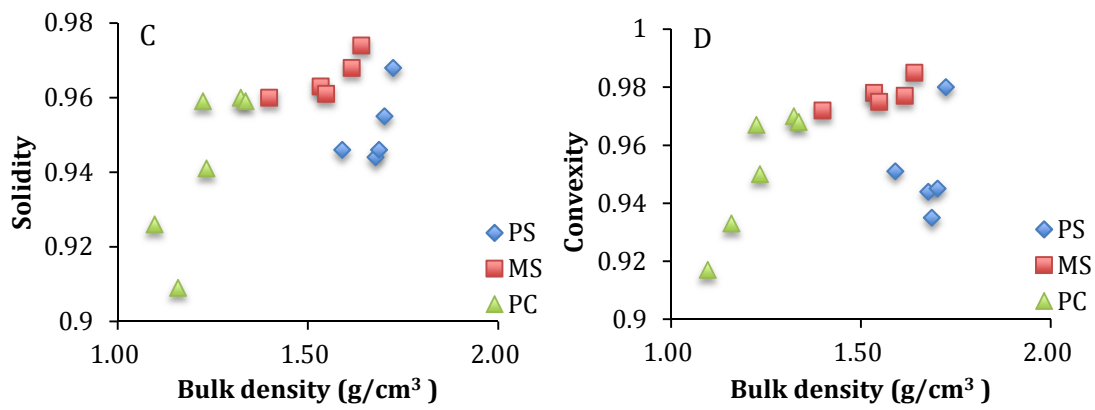 C
0.98
0.96
0.94
0.92
0.9
Solidity
PS
MS
PC
1.00
1.50
2.00
Bulk density (g/cm³ )
D
1
0.98
0.96
0.94
0.92
0.9
Convexity
PS
MS
PC
1.00
1.50
2.00
Bulk density (g/cm³ )